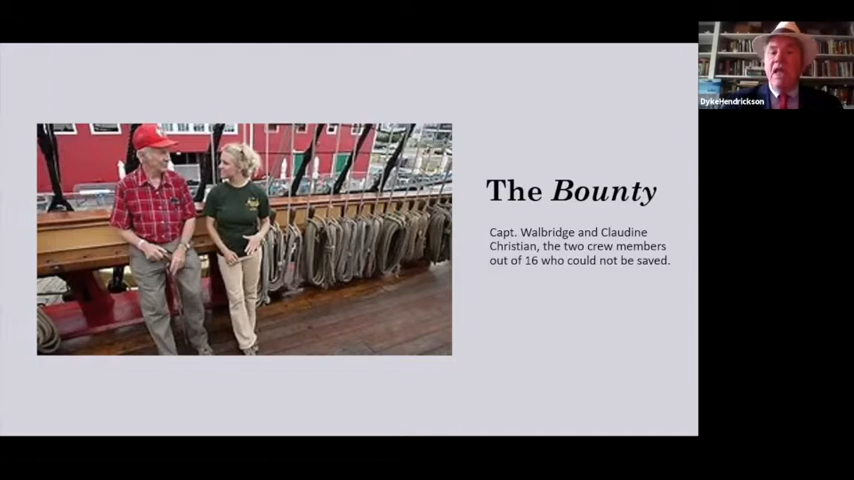 DykeHendrickson
The Bounty
Capt. Walbridge and Claudine
Christian, the two crew members
out of 16 who could not be saved.